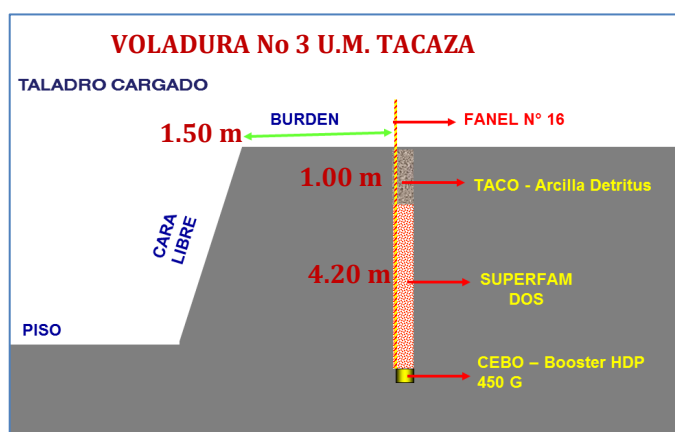 VOLADURA No 3 U.M. TACAZA
TALADRO CARGADO
BURDEN
FANEL N° 16
1.50 m
1.00 m
TACO - Arcilla Detritus
CARA
LIBRE
4.20 m
SUPERFAM
DOS
PISO
CEBO – Booster HDP
450 G